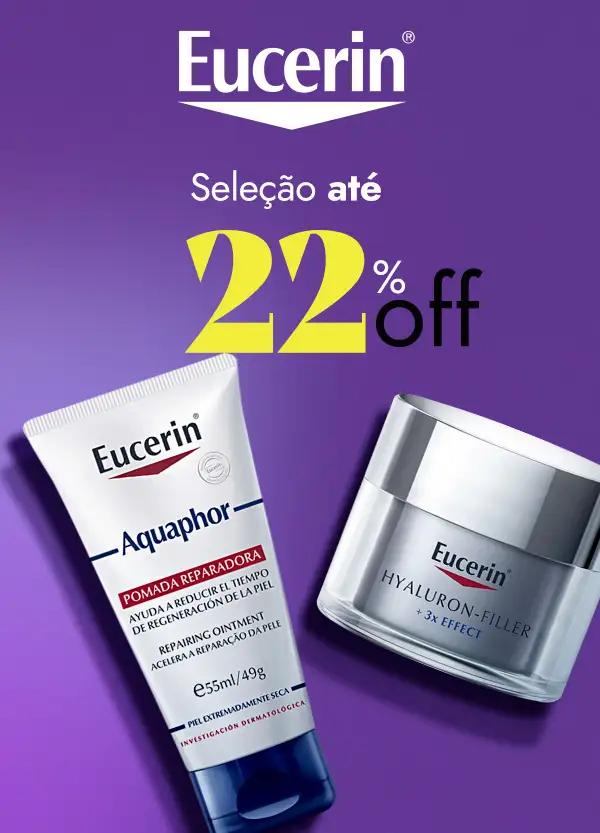 Eucerin®
Seleção até
22%
off
Eucerin®
Aquaphor
POMADA REPARADORA
AYUDA A REDUCIR EL TIEMPO
DE REGENERACIÓN DE LA PIEL
REPAIRING OINTMENT
ACELERA A REPARAÇÃO DA PELE
e55ml/49g
PIEL EXTREMADAMENTE SECA
INVESTIGACIÓN DERMATOLÓGICA
Eucerin®
HYALURON-FILLER
+ 3x EFFECT